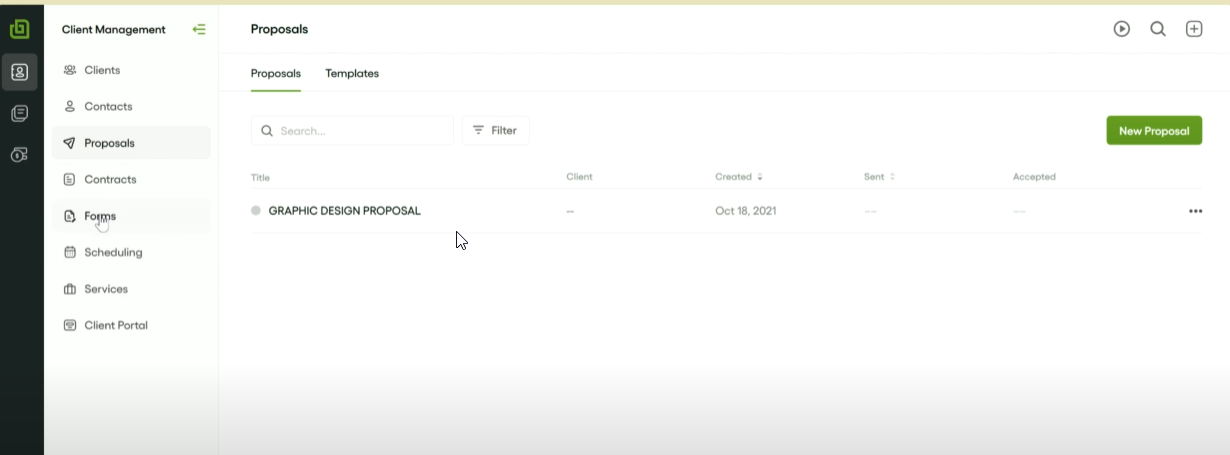 Client Management
Clients
Contacts
Proposals
Contracts
Forms
Scheduling
Services
Client Portal
Proposals
Proposals Templates
Search... Filter New Proposal
Title Client Created Sent Accepted
GRAPHIC DESIGN PROPOSAL -- Oct 18, 2021 — —